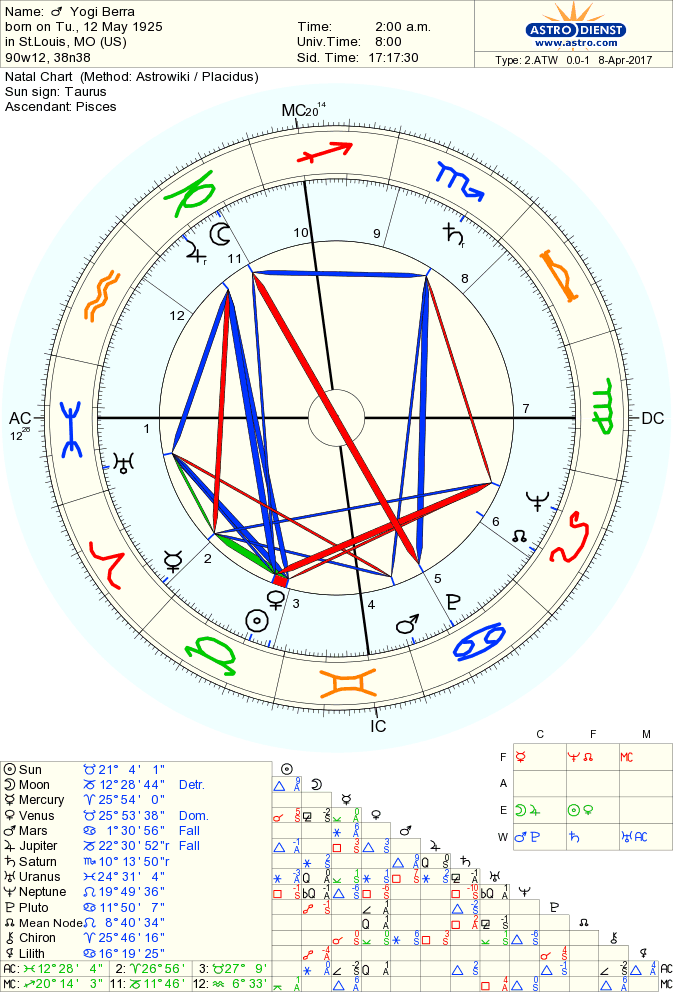 Name: ♂ Yogi Berra
born on Tu., 12 May 1925
in St.Louis, MO (US)
90w12, 38n38
Time: 2:00 a.m.
Univ.Time: 8:00
Sid. Time: 17:17:30
ASTRO DIENST
www.astro.com
Type: 2.ATW 0.0-1 8-Apr-2017
Natal Chart (Method: Astrowiki / Placidus)
Sun sign: Taurus
Ascendant: Pisces
MC 20 14
10
9
11
8
12
AC
12 28
1
7
DC
2
6
3
4
5
IC
☉ Sun ♉ 21° 4' 1"
☽ Moon ♑ 12°28'44" Detr.
☿ Mercury ♈ 25°54' 0"
♀ Venus ♉ 25°53'38" Dom.
♂ Mars ♋ 1°30'56" Fall
♃ Jupiter ♑ 22°30'52"r Fall
♄ Saturn ♏ 10°13'50"r
♅ Uranus ♓ 24°31' 4"
♆ Neptune ♌ 19°49'36"
♇ Pluto ♋ 11°50' 7"
☊ Mean Node ♌ 8°40'34"
⚷ Chiron ♈ 25°46'16"
⚸ Lilith ♋ 16°19'25"
AC: ♓ 12°28' 4" 2: ♈ 26°56' 3: ♉ 27° 9'
MC: ♐ 20°14' 3" 11: ♑ 11°46' 12: ♒ 6°33'
C F M
F ☿ ♆ ☊ MC
A
E ☽ ♃ ☉ ♀
W ♂ ♇ ♄ ♅ AC
AC
MC